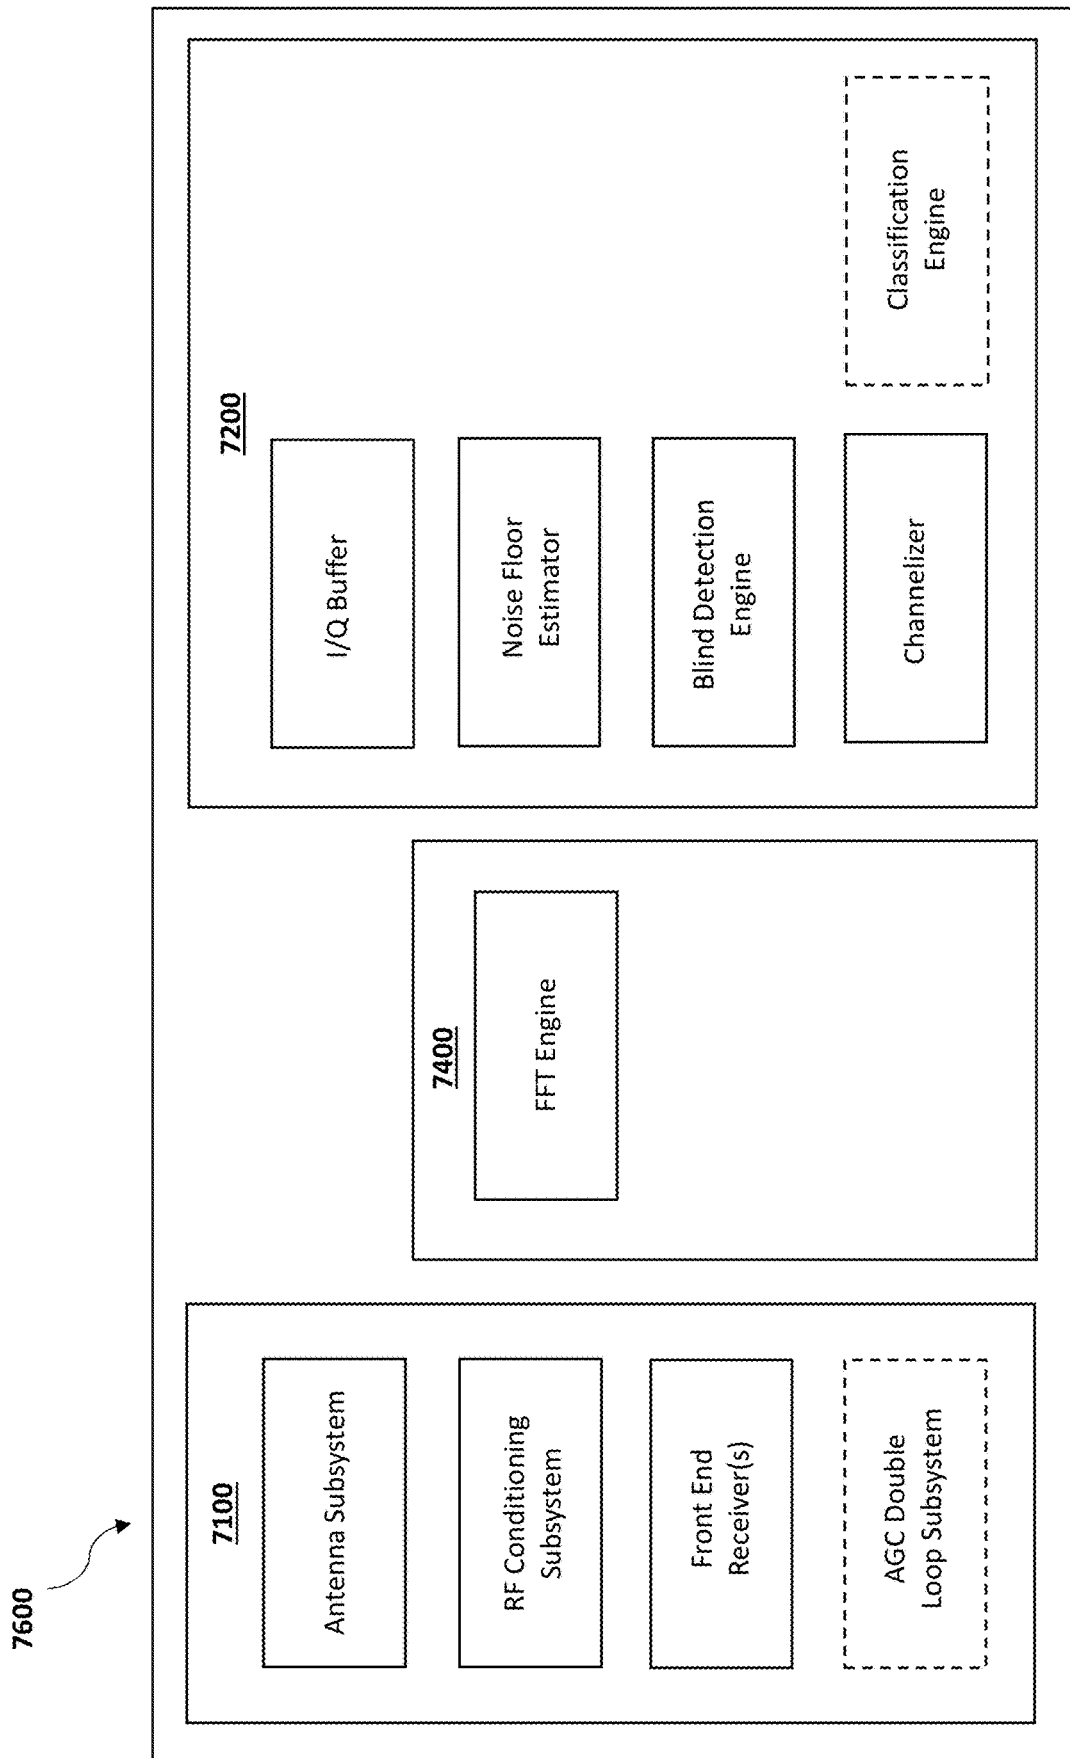 7600
7100
Antenna Subsystem
RF Conditioning
Subsystem
Front End
Receiver(s)
AGC Double
Loop Subsystem
7400
FFT Engine
7200
I/Q Buffer
Noise Floor
Estimator
Blind Detection
Engine
Channelizer
Classification
Engine